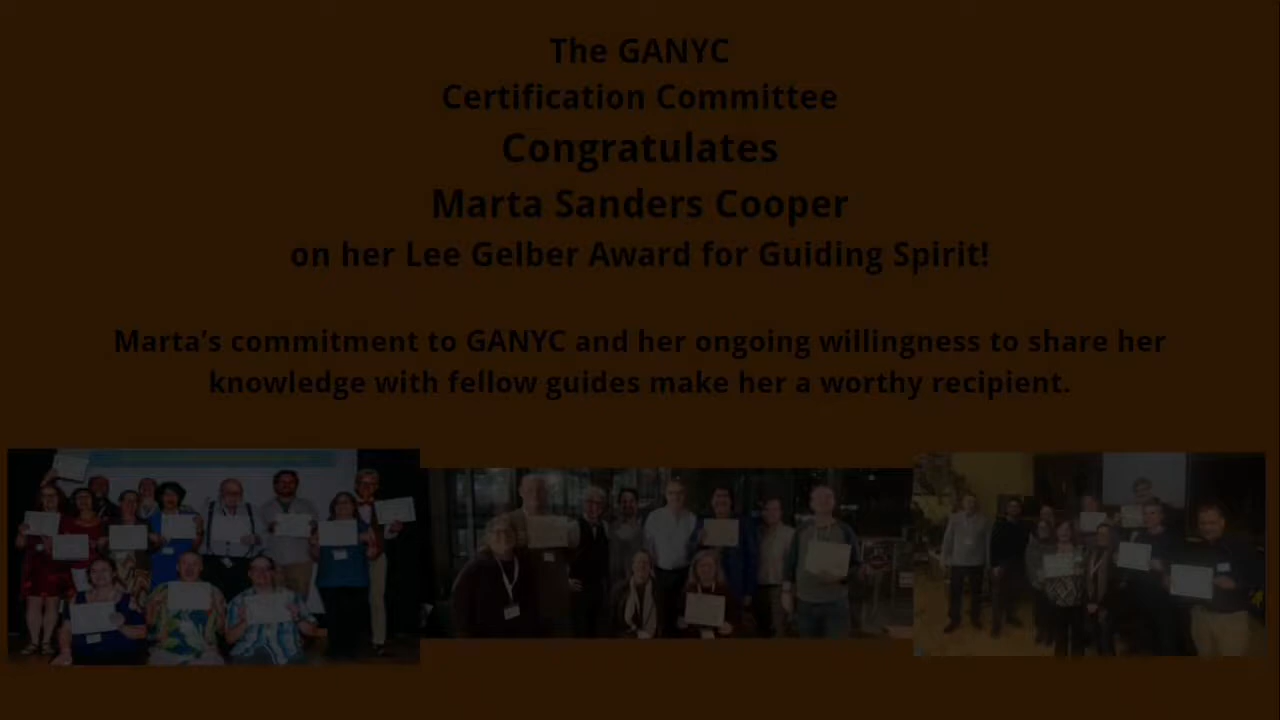 The GANYC
Certification Committee
Congratulates
Marta Sanders Cooper
on her Lee Gelber Award for Guiding Spirit!
Marta’s commitment to GANYC and her ongoing willingness to share her
knowledge with fellow guides make her a worthy recipient.